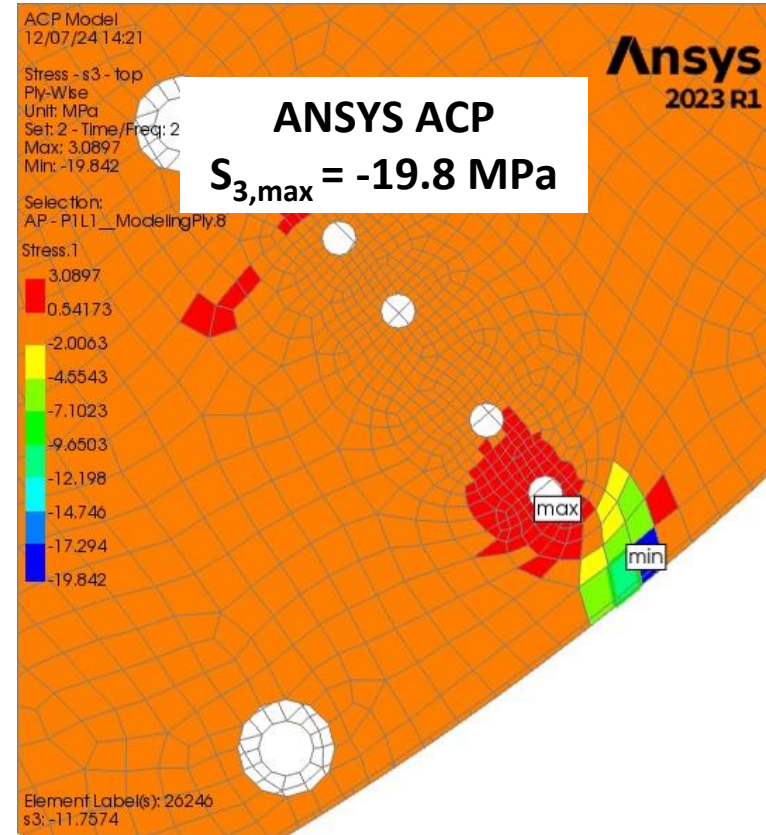 ACP Model
12/07/24 14:21
Ansys
2023 R1
Stress - s3 - top
Ply-Wise
Unit: MPa
Set: 2 - Time/Freq: 2
Max: 3.0897
Min: -19.842
ANSYS ACP
S3,max = -19.8 MPa
Selection:
AP - P1L1__ModelingPly.8
Stress.1
3.0897
0.54173
-2.0063
-4.5543
-7.1023
-9.6503
-12.198
-14.746
-17.294
-19.842
max
min
Element Label(s): 26246
s3: -11.7574